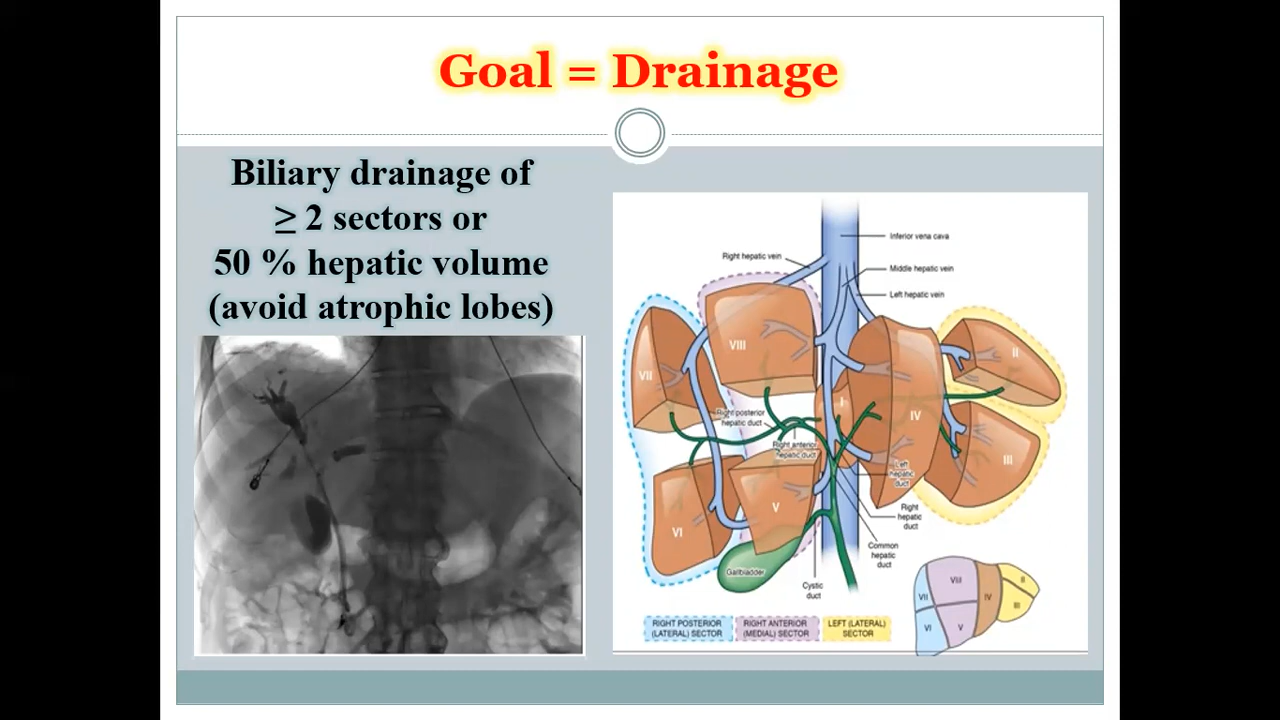 Goal = Drainage
Biliary drainage of
≥ 2 sectors or
50 % hepatic volume
(avoid atrophic lobes)
Inferior vena cava
Right hepatic vein
Middle hepatic vein
Left hepatic vein
VIII
II
VII
I
IV
Right posterior
hepatic duct
Right anterior
hepatic duct
III
Left
hepatic
duct
V
VI
Right
hepatic
duct
Common
hepatic
duct
Gallbladder
Cystic
duct
VIII
II
VII
IV
III
VI
V
RIGHT POSTERIOR
(LATERAL) SECTOR
RIGHT ANTERIOR
(MEDIAL) SECTOR
LEFT (LATERAL)
SECTOR